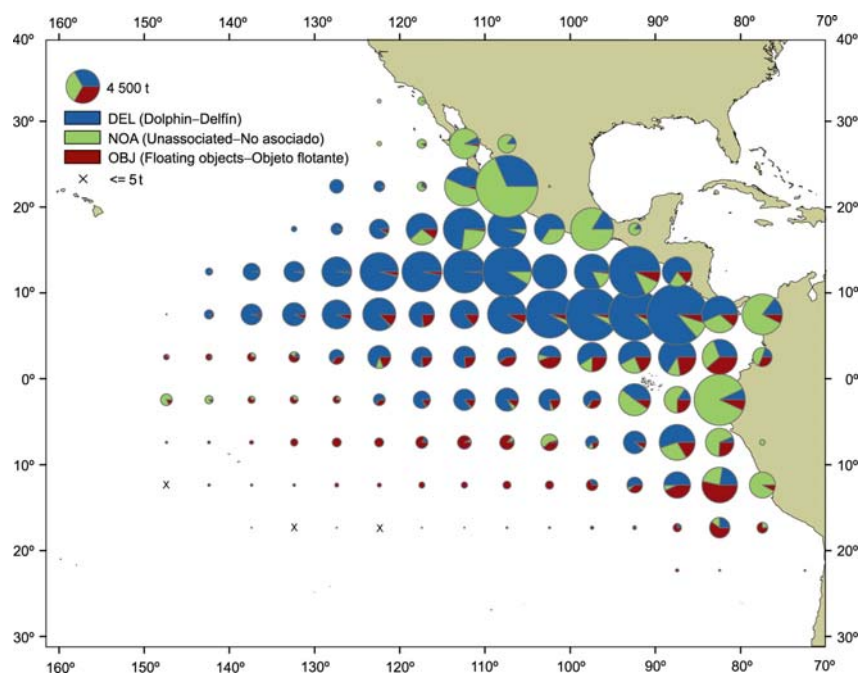 160º 150º 140º 130º 120º 110º 100º 90º 80º 70º
40º 40º
4 500 t
DEL (Dolphin–Delfín)
30º 30º
NOA (Unassociated–No asociado)
OBJ (Floating objects–Objeto flotante)
x <= 5 t
20º 20º
10º 10º
0º 0º
10º 10º
x
x x
20º 20º
30º 30º
160º 150º 140º 130º 120º 110º 100º 90º 80º 70º